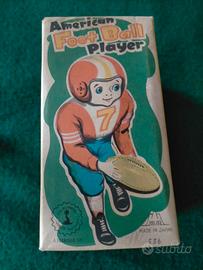 American
Foot Ball
Player
7
MADE IN JAPAN
subito